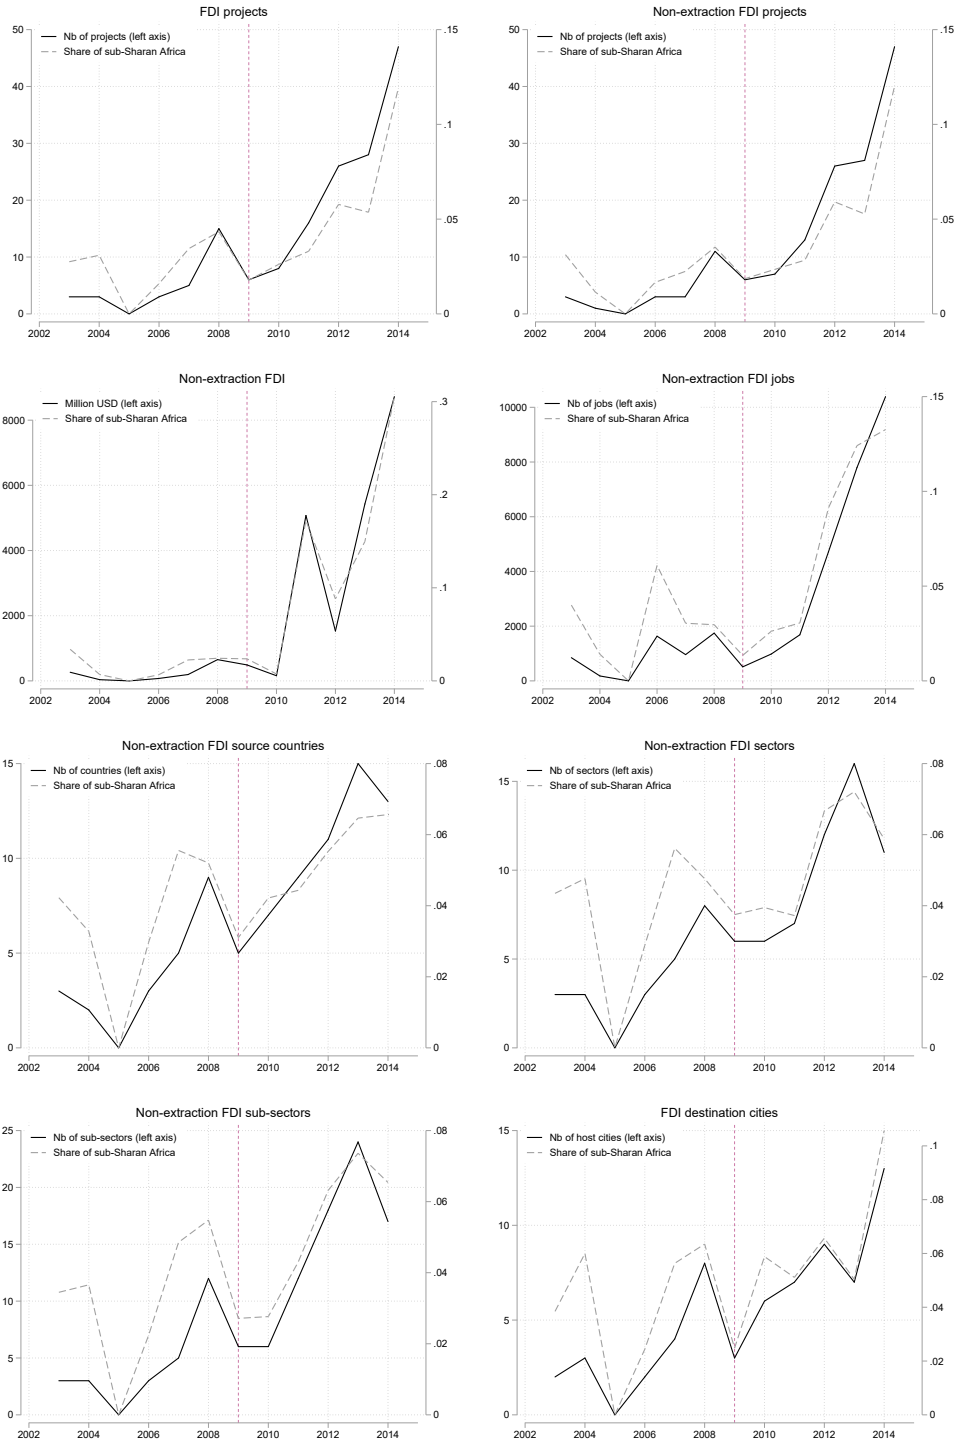 FDI projects
Nb of projects (left axis)
Share of sub-Sharan Africa
50
40
30
20
10
0
.15
.1
.05
0
2002 2004 2006 2008 2010 2012 2014
Non-extraction FDI projects
Nb of projects (left axis)
Share of sub-Sharan Africa
50
40
30
20
10
0
.15
.1
.05
0
2002 2004 2006 2008 2010 2012 2014
Non-extraction FDI
Million USD (left axis)
Share of sub-Sharan Africa
8000
6000
4000
2000
0
.3
.2
.1
0
2002 2004 2006 2008 2010 2012 2014
Non-extraction FDI jobs
Nb of jobs (left axis)
Share of sub-Sharan Africa
10000
8000
6000
4000
2000
0
.15
.1
.05
0
2002 2004 2006 2008 2010 2012 2014
Non-extraction FDI source countries
Nb of countries (left axis)
Share of sub-Sharan Africa
15
10
5
0
.08
.06
.04
.02
0
2002 2004 2006 2008 2010 2012 2014
Non-extraction FDI sectors
Nb of sectors (left axis)
Share of sub-Sharan Africa
15
10
5
0
.08
.06
.04
.02
0
2002 2004 2006 2008 2010 2012 2014
Non-extraction FDI sub-sectors
Nb of sub-sectors (left axis)
Share of sub-Sharan Africa
25
20
15
10
5
0
.08
.06
.04
.02
0
2002 2004 2006 2008 2010 2012 2014
FDI destination cities
Nb of host cities (left axis)
Share of sub-Sharan Africa
15
10
5
0
.1
.08
.06
.04
.02
0
2002 2004 2006 2008 2010 2012 2014